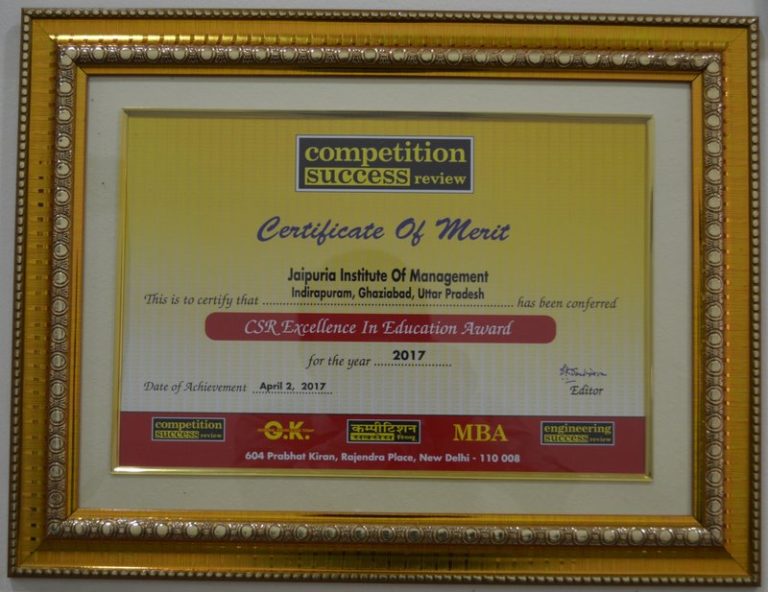 competition
success review
Certificate Of Merit
Jaipuria Institute Of Management
Indirapuram, Ghaziabad, Uttar Pradesh
This is to certify that ........ has been conferred
CSR Excellence In Education Award
for the year 2017
Date of Achievement April 2, 2017
Editor
competition
success review
G.K.
कम्पीटिशन
MBA
engineering
success review
604 Prabhat Kiran, Rajendra Place, New Delhi - 110 008